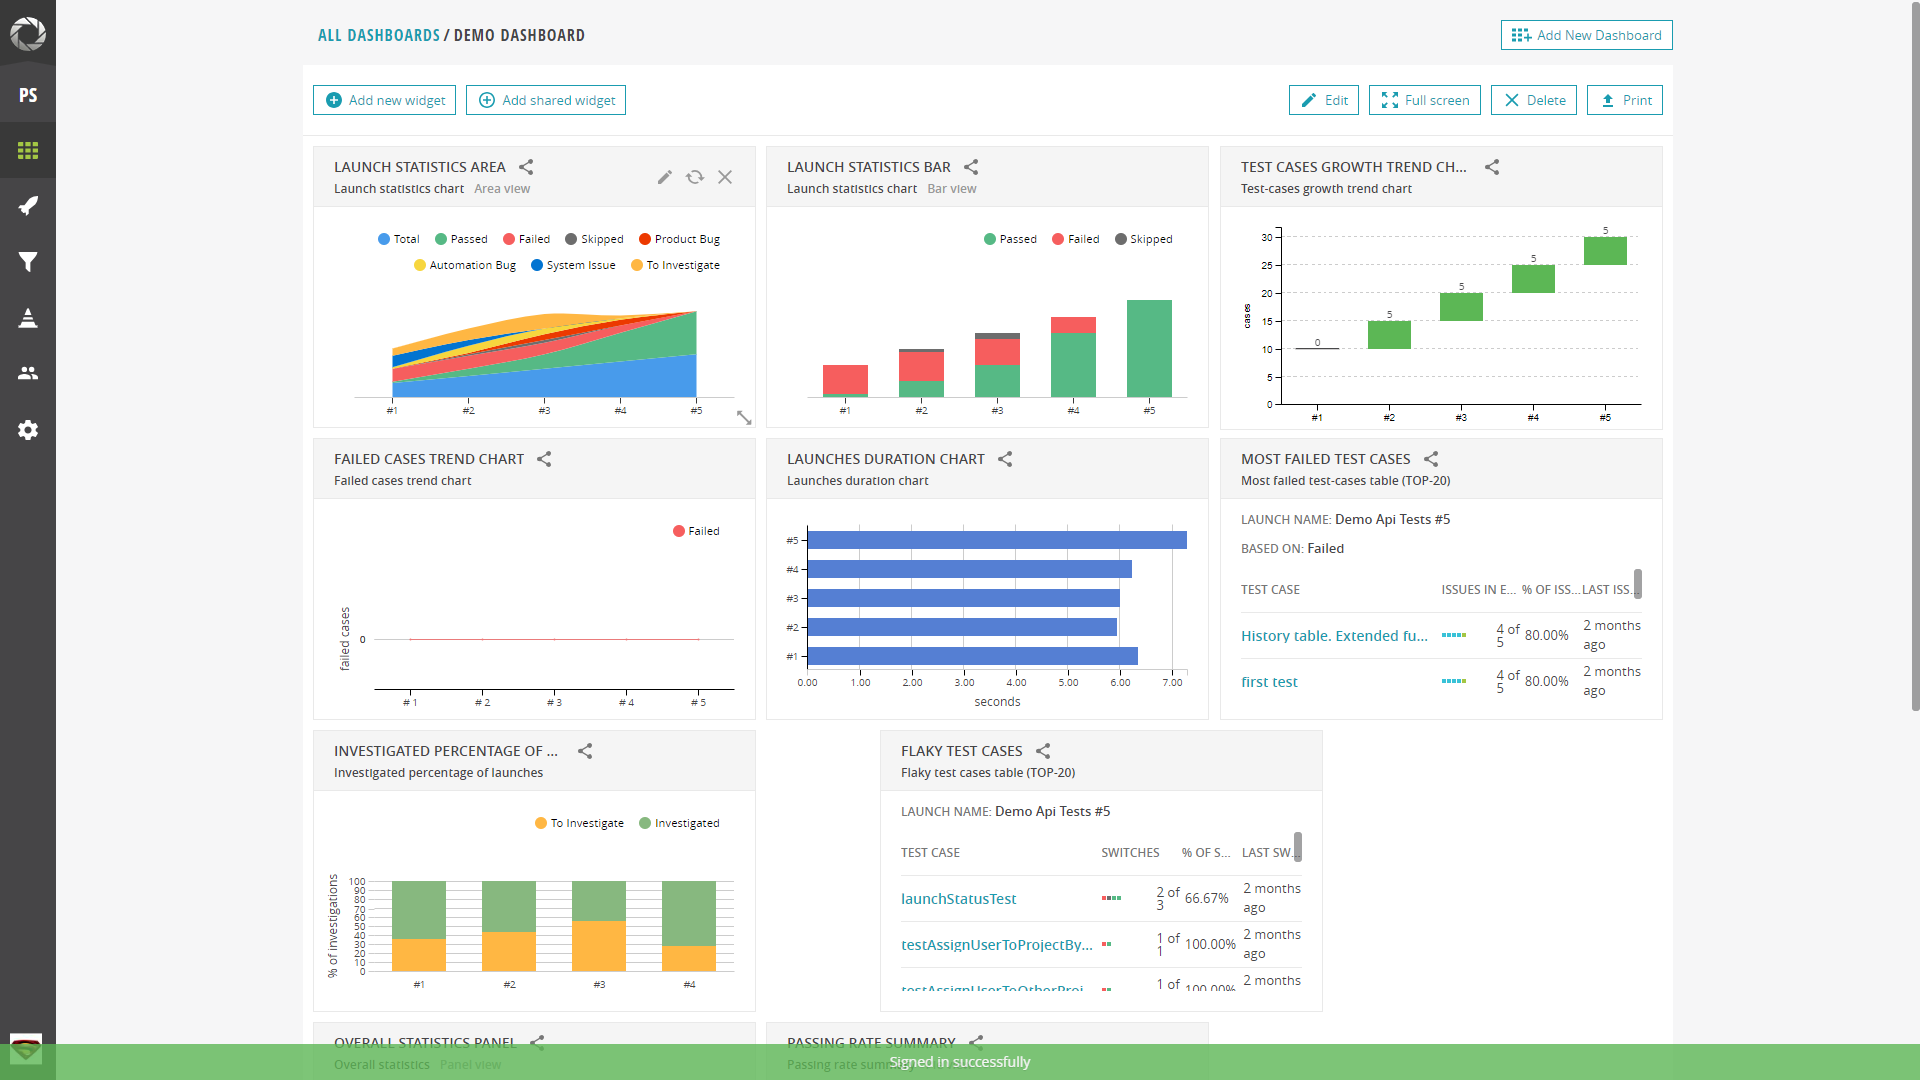 ALL DASHBOARDS / DEMO DASHBOARD
Add New Dashboard
PS
Add new widget
Add shared widget
Edit
Full screen
Delete
Print
LAUNCH STATISTICS AREA
Launch statistics chart Area view
Total Passed Failed Skipped Product Bug
Automation Bug System Issue To Investigate
#1 #2 #3 #4 #5
LAUNCH STATISTICS BAR
Launch statistics chart Bar view
Passed Failed Skipped
#1 #2 #3 #4 #5
TEST CASES GROWTH TREND CH...
Test-cases growth trend chart
cases
30
25
20
15
10
5
0
0
5
5
5
5
#1 #2 #3 #4 #5
FAILED CASES TREND CHART
Failed cases trend chart
Failed
failed cases
0
# 1 # 2 # 3 # 4 # 5
LAUNCHES DURATION CHART
Launches duration chart
#5
#4
#3
#2
#1
0.00 1.00 2.00 3.00 4.00 5.00 6.00 7.00
seconds
MOST FAILED TEST CASES
Most failed test-cases table (TOP-20)
LAUNCH NAME: Demo Api Tests #5
BASED ON: Failed
TEST CASE ISSUES IN E... % OF ISS... LAST ISS...
History table. Extended fu... 4 of 5 80.00% 2 months ago
first test 4 of 5 80.00% 2 months ago
INVESTIGATED PERCENTAGE OF ...
Investigated percentage of launches
To Investigate Investigated
% of investigations
100
90
80
70
60
50
40
30
20
10
0
#1 #2 #3 #4
FLAKY TEST CASES
Flaky test cases table (TOP-20)
LAUNCH NAME: Demo Api Tests #5
TEST CASE SWITCHES % OF S... LAST SW...
launchStatusTest 2 of 3 66.67% 2 months ago
testAssignUserToProjectBy... 1 of 1 100.00% 2 months ago
testAssignUserToOtherProj... 1 of 100.00% 2 months
OVERALL STATISTICS PANEL
Overall statistics Panel view
PASSING RATE SUMMARY
Passing rate summary
Signed in successfully